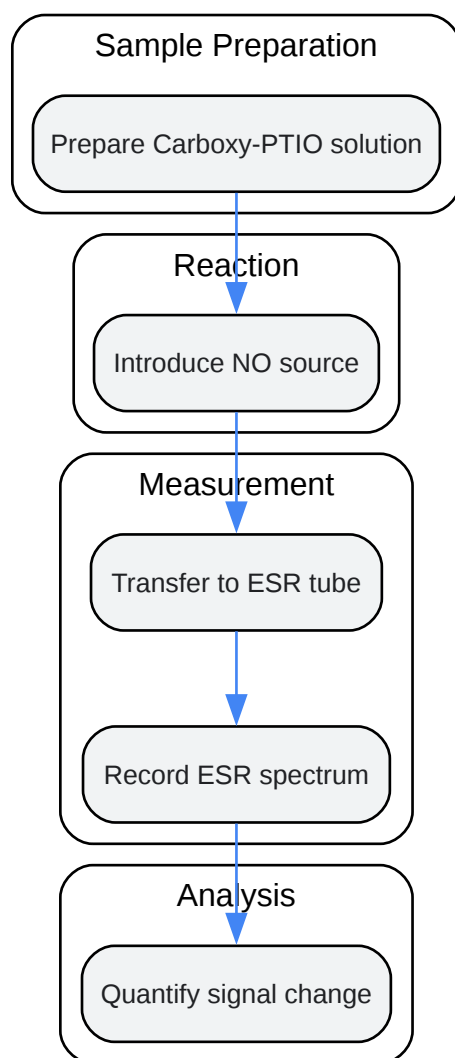 Sample Preparation
Prepare Carboxy-PTIO solution
Reaction
Introduce NO source
Measurement
Transfer to ESR tube
Record ESR spectrum
Analysis
Quantify signal change